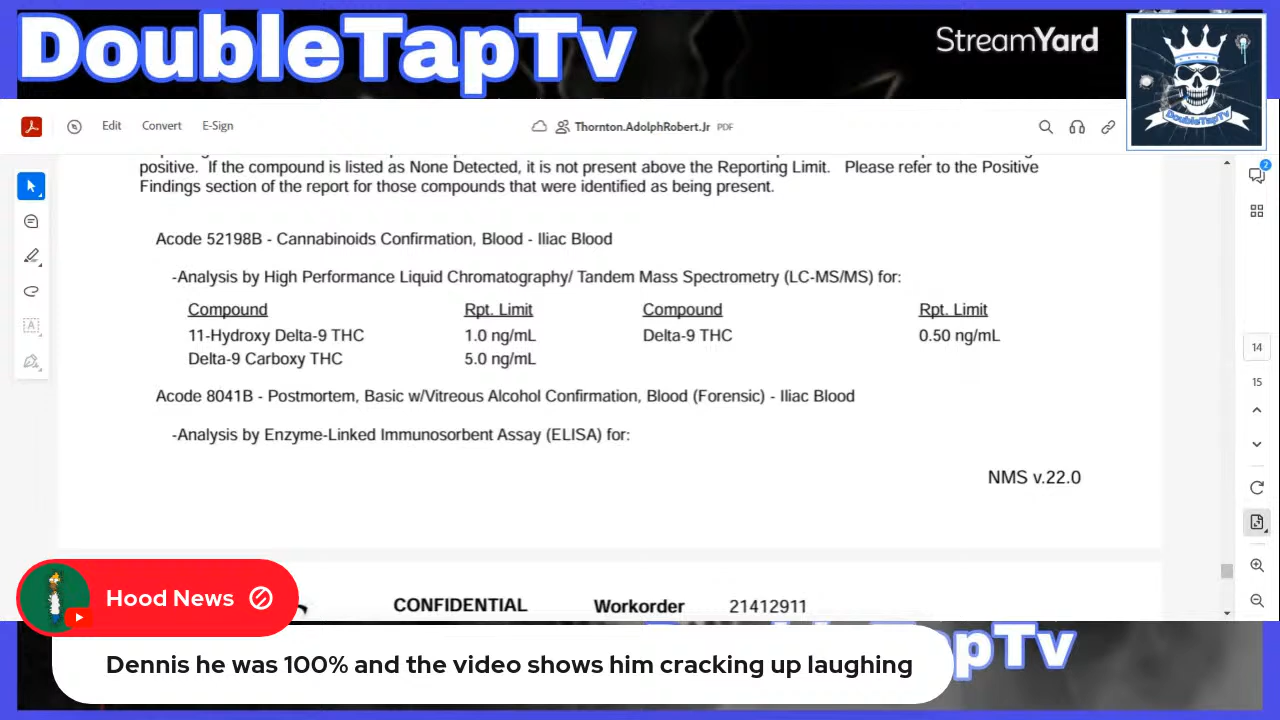 DoubleTapTv
StreamYard
DoubleTapTv
Edit
Convert
E-Sign
Thornton.AdolphRobert.Jr PDF
2
positive. If the compound is listed as None Detected, it is not present above the Reporting Limit. Please refer to the Positive
Findings section of the report for those compounds that were identified as being present.
Acode 52198B - Cannabinoids Confirmation, Blood - Iliac Blood
-Analysis by High Performance Liquid Chromatography/ Tandem Mass Spectrometry (LC-MS/MS) for:
Compound Rpt. Limit Compound Rpt. Limit
11-Hydroxy Delta-9 THC 1.0 ng/mL Delta-9 THC 0.50 ng/mL
Delta-9 Carboxy THC 5.0 ng/mL
14
15
Acode 8041B - Postmortem, Basic w/Vitreous Alcohol Confirmation, Blood (Forensic) - Iliac Blood
-Analysis by Enzyme-Linked Immunosorbent Assay (ELISA) for:
NMS v.22.0
CONFIDENTIAL Workorder 21412911
Hood News
pTv
Dennis he was 100% and the video shows him cracking up laughing